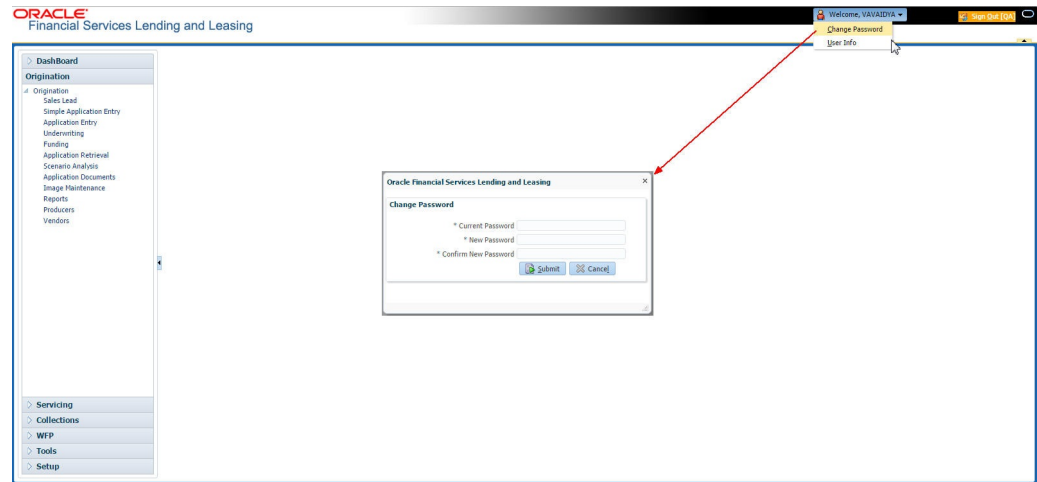 ORACLE
Financial Services Lending and Leasing
Welcome, VAVAIDYA
Sign Out [QA]
Change Password
User Info
DashBoard
Origination
Origination
Sales Lead
Simple Application Entry
Application Entry
Underwriting
Funding
Application Retrieval
Scenario Analysis
Application Documents
Image Maintenance
Reports
Producers
Vendors
Oracle Financial Services Lending and Leasing
Change Password
* Current Password
* New Password
* Confirm New Password
Submit
Cancel
Servicing
Collections
WFP
Tools
Setup